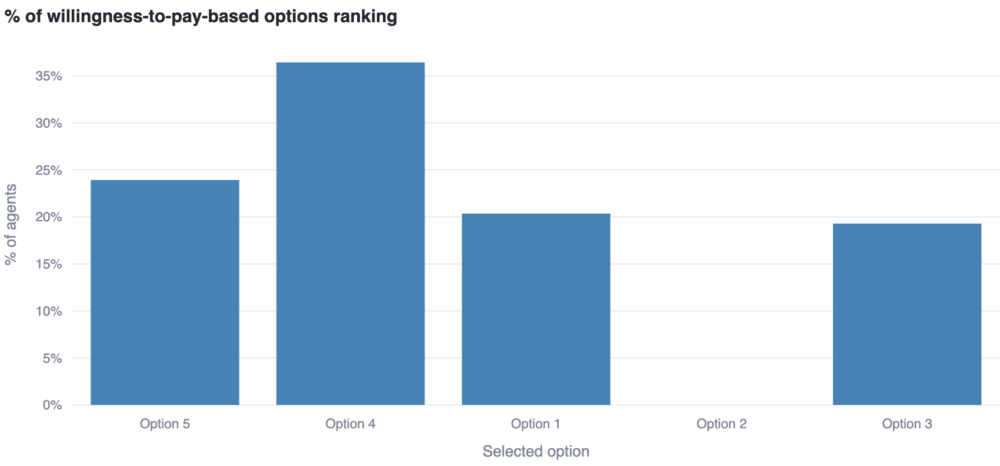 % of willingness-to-pay-based options ranking
% of agents
35%
30%
25%
20%
15%
10%
5%
0%
Option 5
Option 4
Option 1
Option 2
Option 3
Selected option